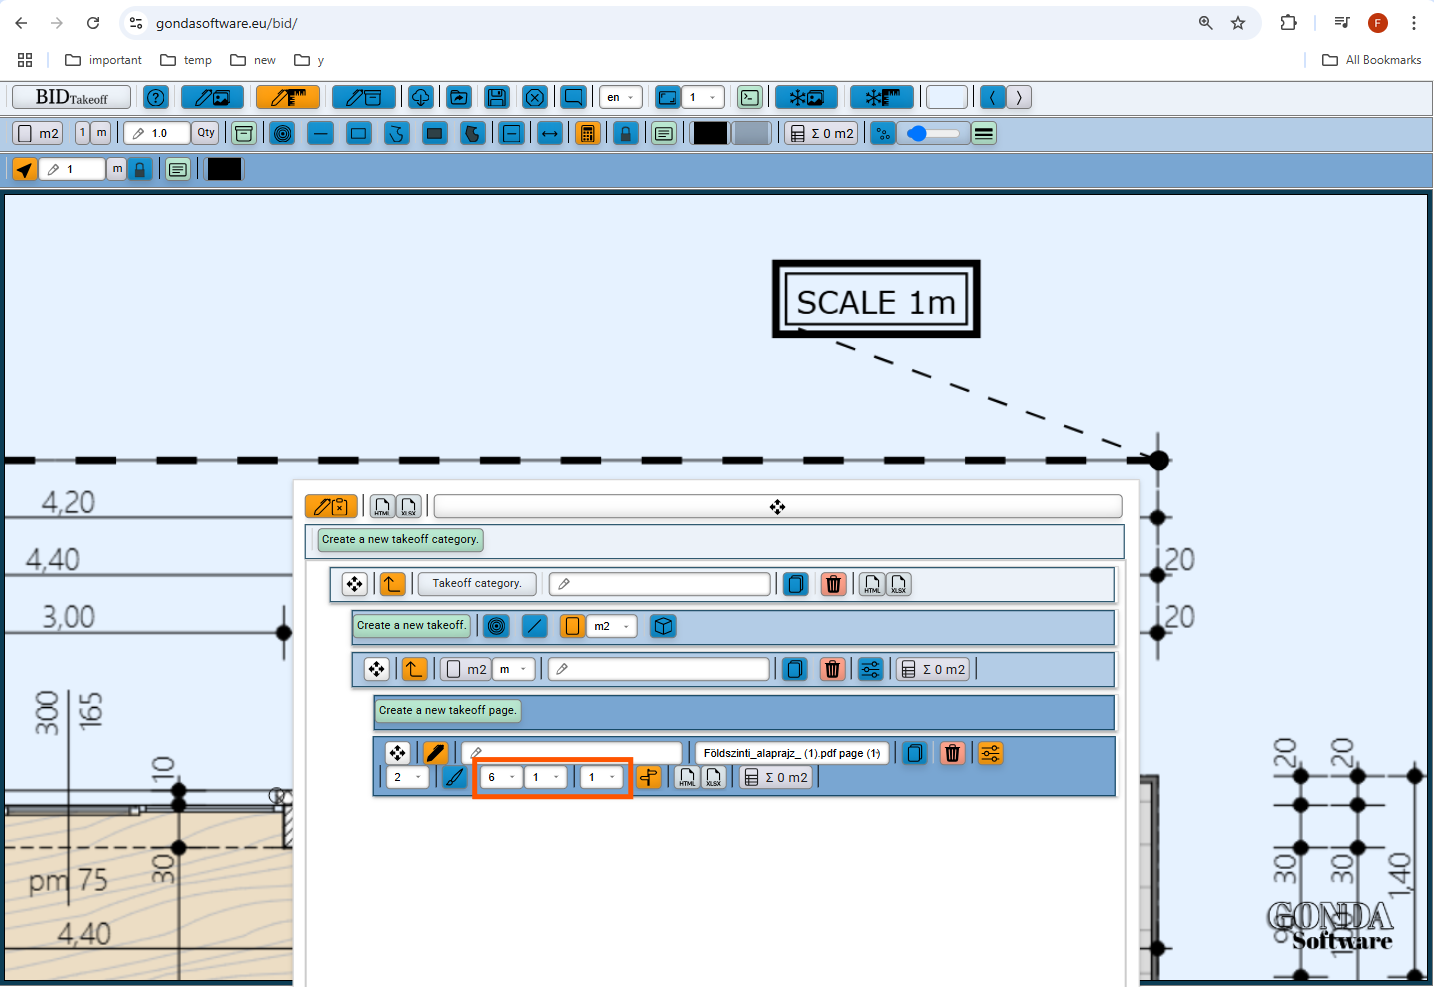 gondasoftware.eu/bid/
F
important temp new y All Bookmarks
BIDTakeoff ? en 1
m2 1 m 1.0 Qty Σ 0 m2
1 m
SCALE 1m
4,20
4,40
3,00
20
20
300
165
10
30
pm 75
4,40
HTML XLSX
Create a new takeoff category.
Takeoff category. HTML XLSX
Create a new takeoff. m2
m2 m Σ 0 m2
Create a new takeoff page.
Földszinti_alaprajz_ (1).pdf page (1)
2 6 1 1 HTML XLSX Σ 0 m2
20
20
30
30
1,40
GONDA
Software